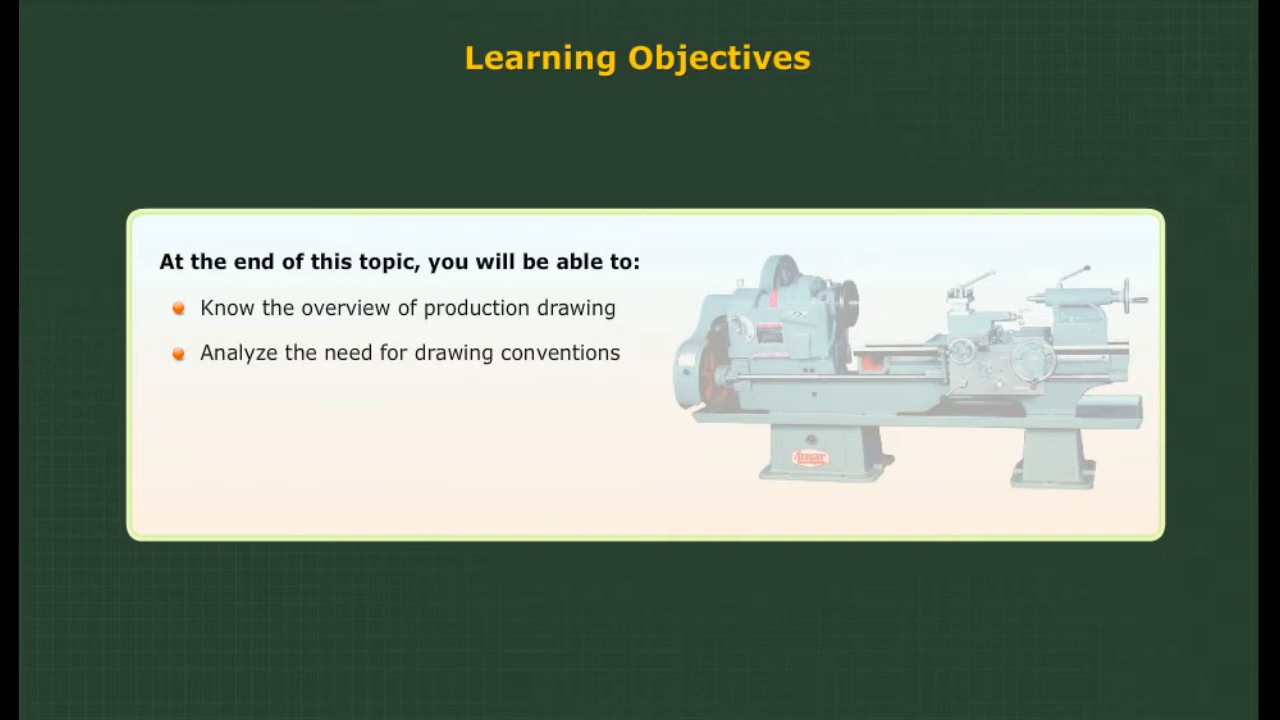 Learning Objectives
At the end of this topic, you will be able to:
Know the overview of production drawing
Analyze the need for drawing conventions